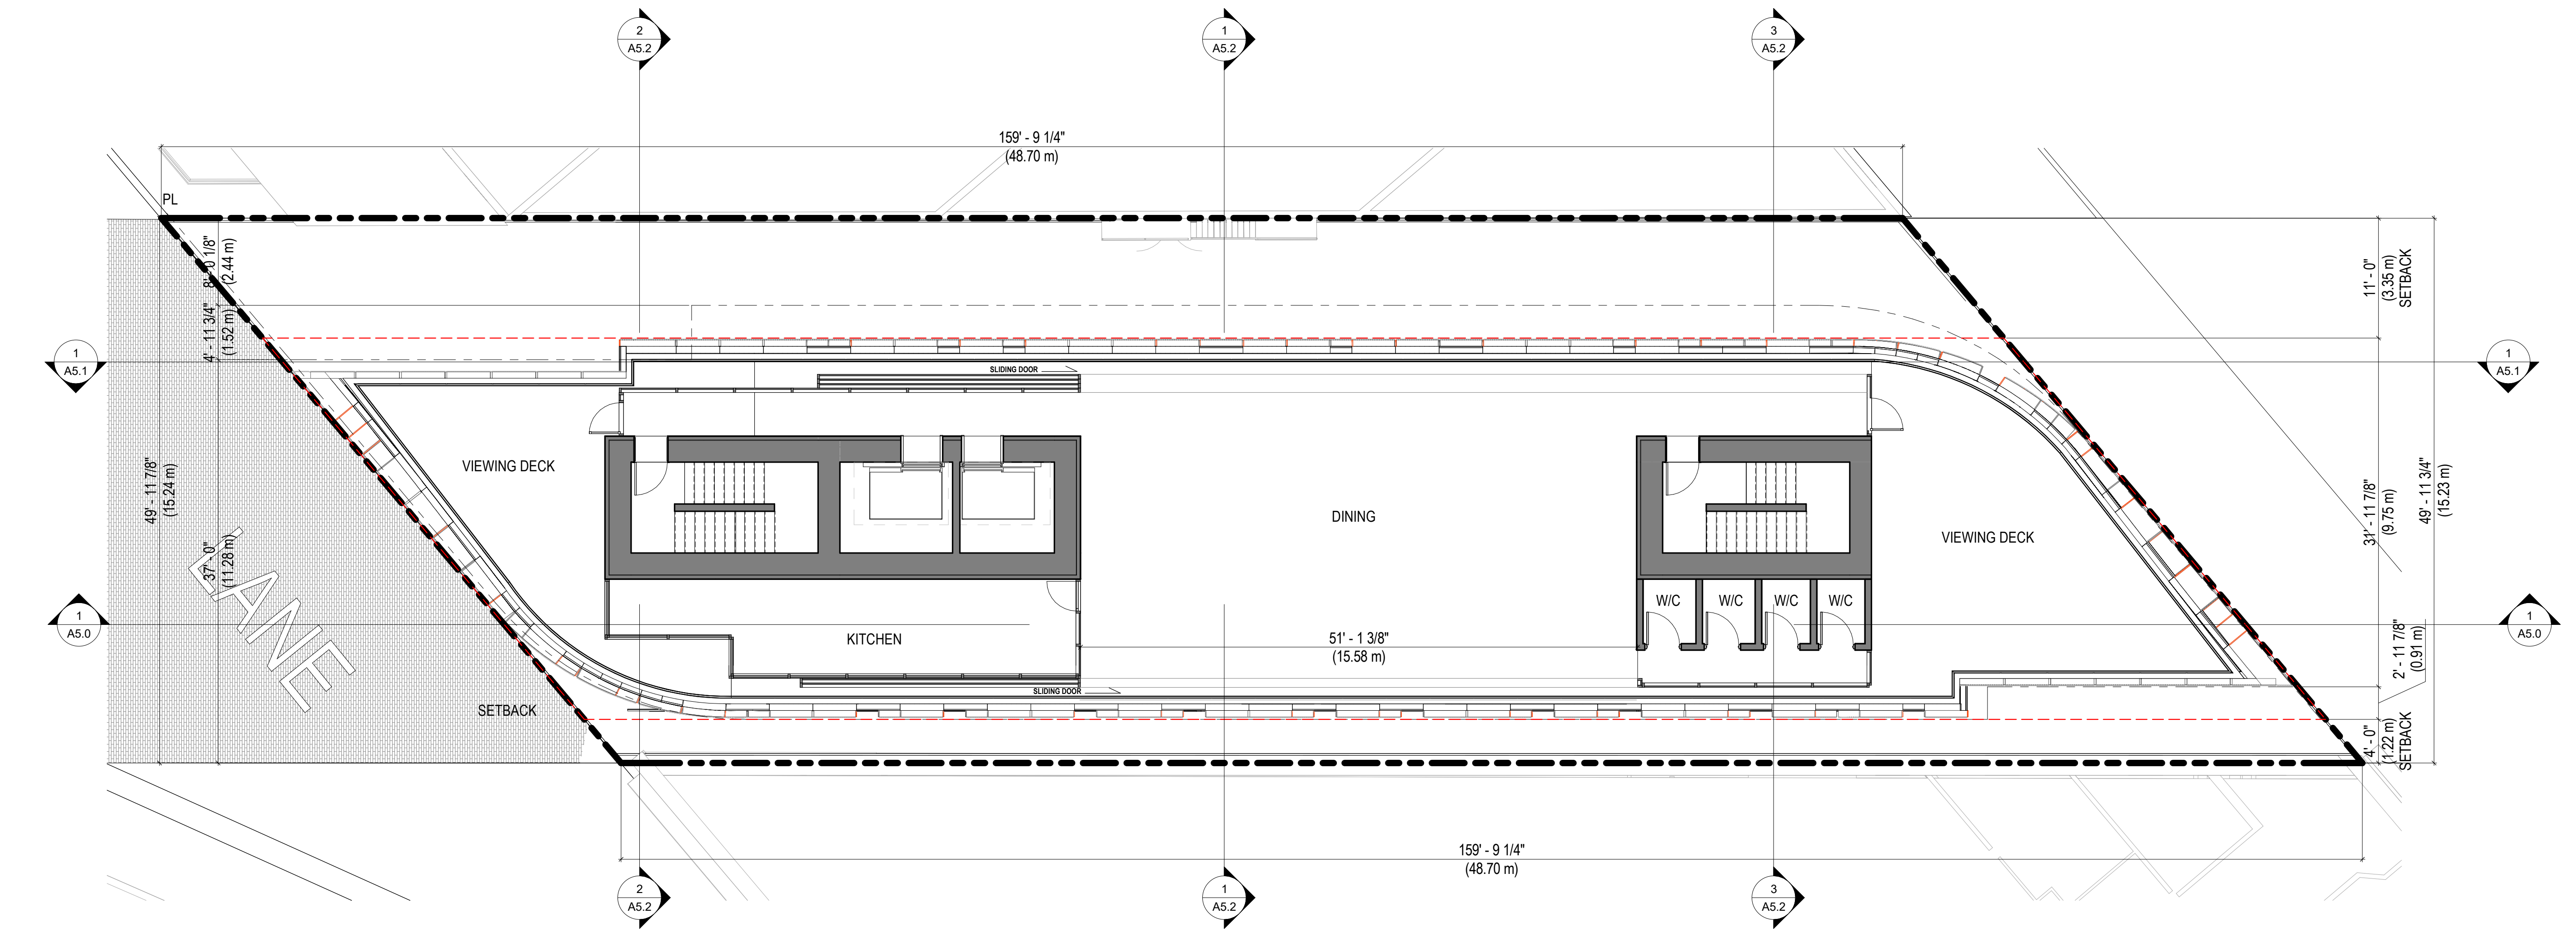 2
A5.2
1
A5.2
3
A5.2
159' - 9 1/4"
(48.70 m)
PL
8' - 0 1/8"
(2.44 m)
4' - 11 3/4"
(1.52 m)
11' - 0"
(3.35 m)
SETBACK
1
A5.1
1
A5.1
SLIDING DOOR
VIEWING DECK
49' - 11 7/8"
(15.24 m)
37' - 0"
(11.28 m)
DINING
VIEWING DECK
31' - 11 7/8"
(9.75 m)
49' - 11 3/4"
(15.23 m)
LANE
1
A5.0
W/C
W/C
W/C
W/C
1
A5.0
KITCHEN
51' - 1 3/8"
(15.58 m)
2' - 11 7/8"
(0.91 m)
SLIDING DOOR
SETBACK
4' - 0"
(1.22 m)
SETBACK
159' - 9 1/4"
(48.70 m)
2
A5.2
1
A5.2
3
A5.2